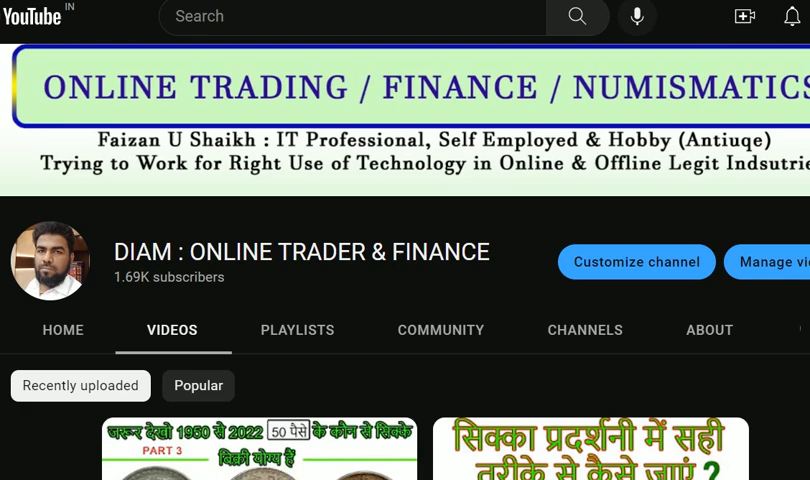 YouTube IN
Search
ONLINE TRADING / FINANCE / NUMISMATICS
Faizan U Shaikh : IT Professional, Self Employed & Hobby (Antiuqe)
Trying to Work for Right Use of Technology in Online & Offline Legit Indsutrie
DIAM : ONLINE TRADER & FINANCE
1.69K subscribers
Customize channel
Manage vi
HOME VIDEOS PLAYLISTS COMMUNITY CHANNELS ABOUT
Recently uploaded Popular
जरूर देखो 1950 से 2022 50 पैसे के कौन से सिक्के
PART 3
बिक्री योग्य हैं
सिक्का प्रदर्शनी में सही
तरीके से कैसे जाएं ?